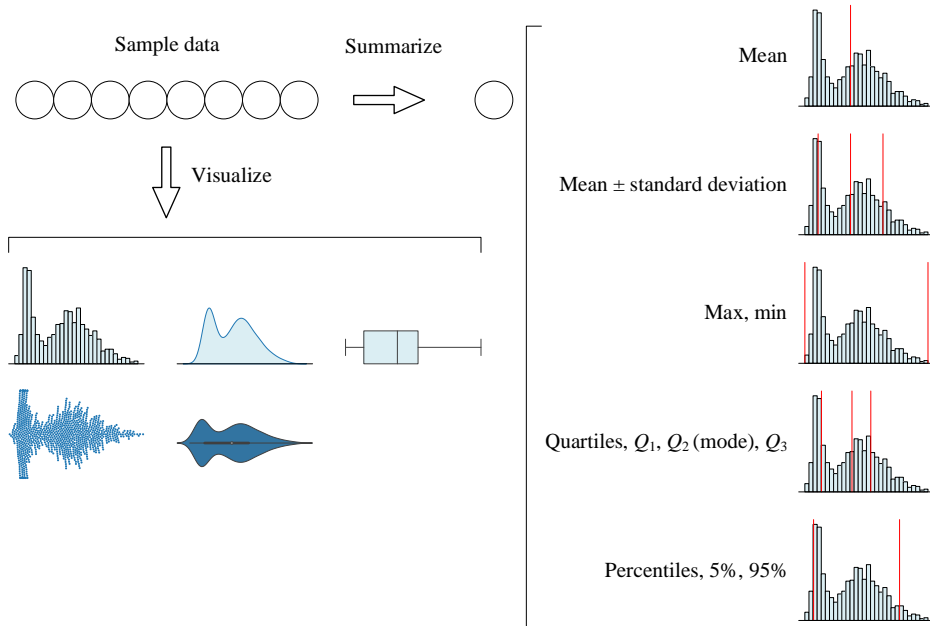 Sample data
Summarize
Visualize
Mean
Mean ± standard deviation
Max, min
Quartiles, Q1, Q2 (mode), Q3
Percentiles, 5%, 95%